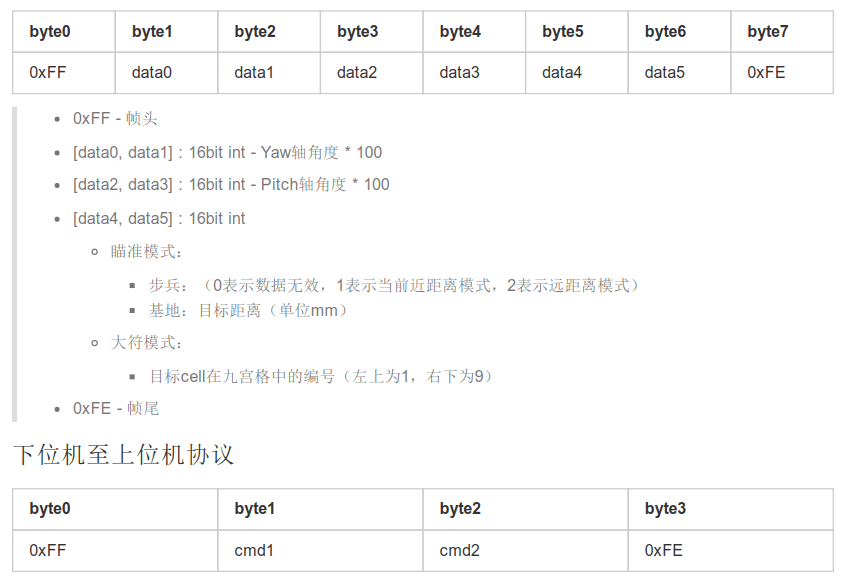 byte0 byte1 byte2 byte3 byte4 byte5 byte6 byte7
0xFF data0 data1 data2 data3 data4 data5 0xFE
0xFF - 帧头
[data0, data1] : 16bit int - Yaw轴角度 * 100
[data2, data3] : 16bit int - Pitch轴角度 * 100
[data4, data5] : 16bit int
瞄准模式：
步兵：（0表示数据无效，1表示当前近距离模式，2表示远距离模式）
基地：目标距离（单位mm）
大符模式：
目标cell在九宫格中的编号（左上为1，右下为9）
0xFE - 帧尾
下位机至上位机协议
byte0 byte1 byte2 byte3
0xFF cmd1 cmd2 0xFE